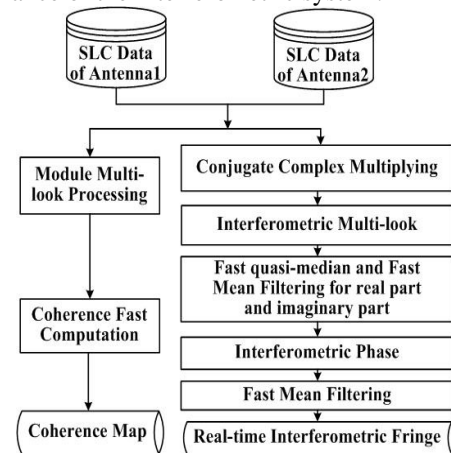 SLC Data
of Antenna1
SLC Data
of Antenna2
Module Multi-
look Processing
Coherence Fast
Computation
Coherence Map
Conjugate Complex Multiplying
Interferometric Multi-look
Fast quasi-median and Fast
Mean Filtering for real part
and imaginary part
Interferometric Phase
Fast Mean Filtering
Real-time Interferometric Fringe